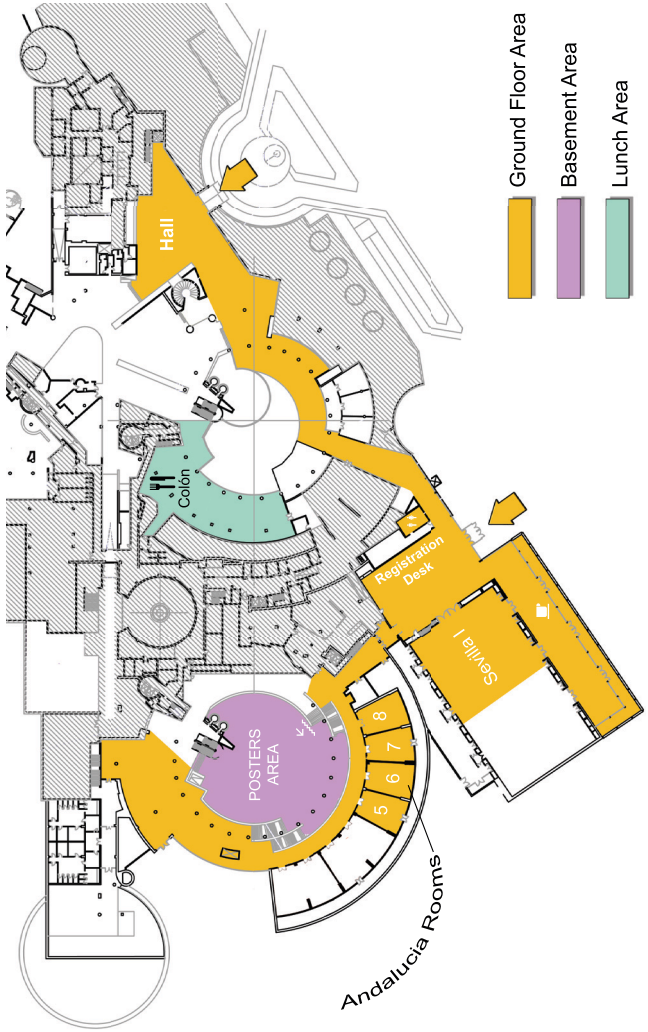 Ground Floor Area
Basement Area
Lunch Area
Hall
Colón
Registration
Desk
Sevilla I
POSTERS
AREA
8
7
6
5
Andalucia Rooms